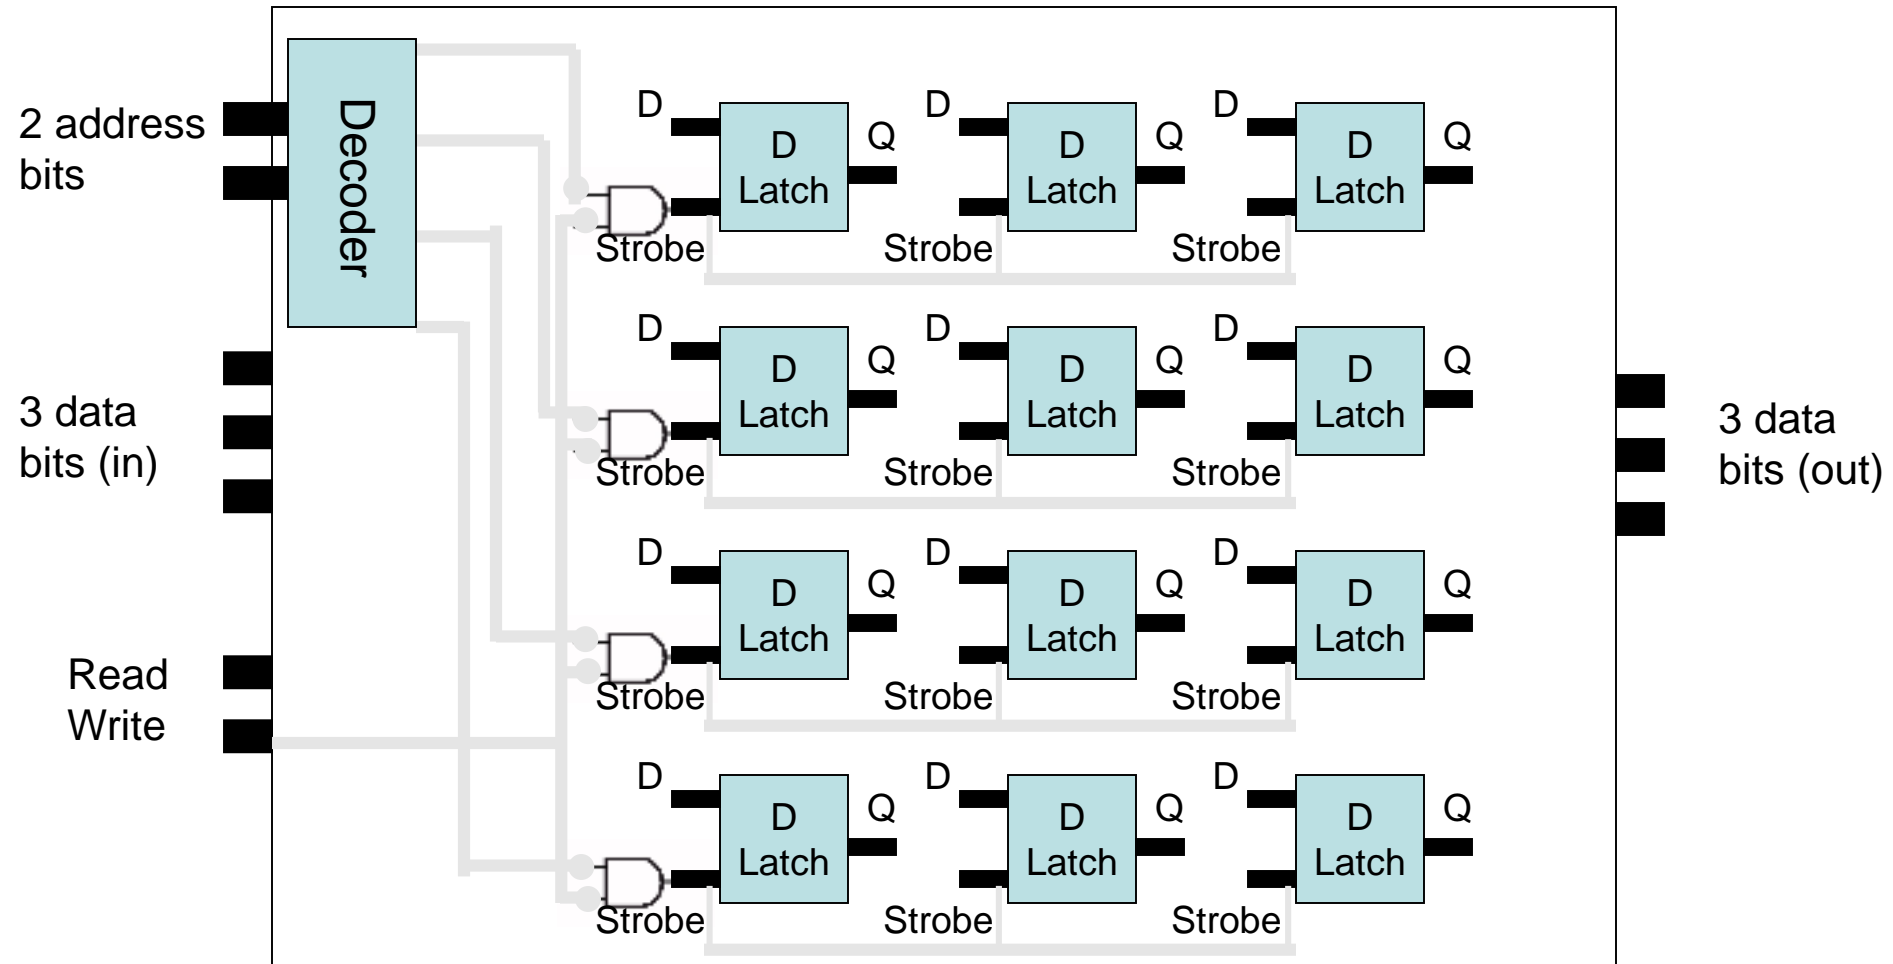 2 address
bits
Decoder
3 data
bits (in)
Read
Write
D
D
Latch
Q
Strobe
D
D
Latch
Q
Strobe
D
D
Latch
Q
Strobe
D
D
Latch
Q
Strobe
D
D
Latch
Q
Strobe
D
D
Latch
Q
Strobe
D
D
Latch
Q
Strobe
D
D
Latch
Q
Strobe
D
D
Latch
Q
Strobe
D
D
Latch
Q
Strobe
D
D
Latch
Q
Strobe
D
D
Latch
Q
Strobe
3 data
bits (out)